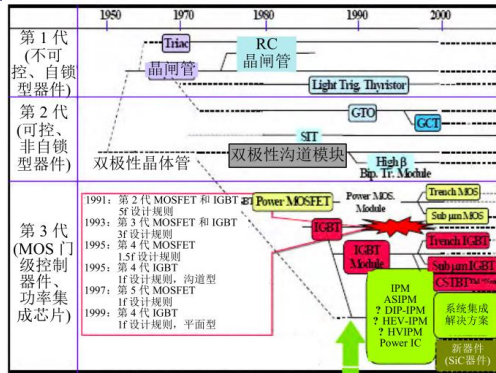 1950 1970 1980 1990 2000
第 1 代
(不可
控、自锁
型器件)
Triac
RC
晶闸管
晶闸管
Light Trig. Thyristor
第 2 代
(可控、
非自锁
型器件)
GTO
GCT
SIT
双极性晶体管
双极性沟道模块
High β
Bip. Tr. Module
第 3 代
(MOS 门
级控制
器件、
功率集
成芯片)
1991：第 2 代 MOSFET 和 IGBT
5f 设计规则
1993：第 3 代 MOSFET 和 IGBT
3f 设计规则
1995：第 4 代 MOSFET
1.5f 设计规则
1995：第 4 代 IGBT
1f 设计规则，沟道型
1997：第 5 代 MOSFET
1f 设计规则
1999：第 4 代 IGBT
1f 设计规则，平面型
Power MOSFET
Power MOS.
Module
Trench MOS
Sub μm MOS
IGBT
Trench IGBT
IGBT
Module
Sub μm IGBT
CSTBT
IPM
ASIPM
? DIP-IPM
? HEV-IPM
? HVIPM
Power IC
系统集成
解决方案
新器件
(SiC器件)